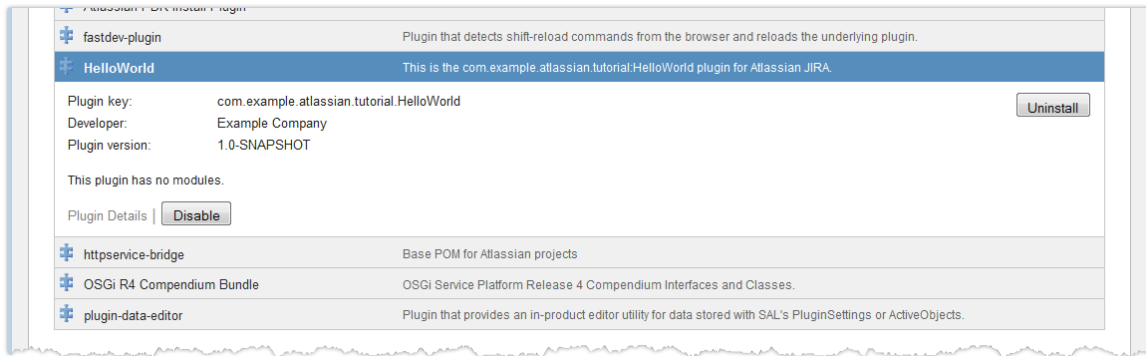 Atlassian PDK Install Plugin
fastdev-plugin Plugin that detects shift-reload commands from the browser and reloads the underlying plugin.
HelloWorld This is the com.example.atlassian.tutorial:HelloWorld plugin for Atlassian JIRA.
Plugin key: com.example.atlassian.tutorial.HelloWorld Uninstall
Developer: Example Company
Plugin version: 1.0-SNAPSHOT
This plugin has no modules.
Plugin Details | Disable
httpservice-bridge Base POM for Atlassian projects
OSGi R4 Compendium Bundle OSGi Service Platform Release 4 Compendium Interfaces and Classes.
plugin-data-editor Plugin that provides an in-product editor utility for data stored with SAL's PluginSettings or ActiveObjects.